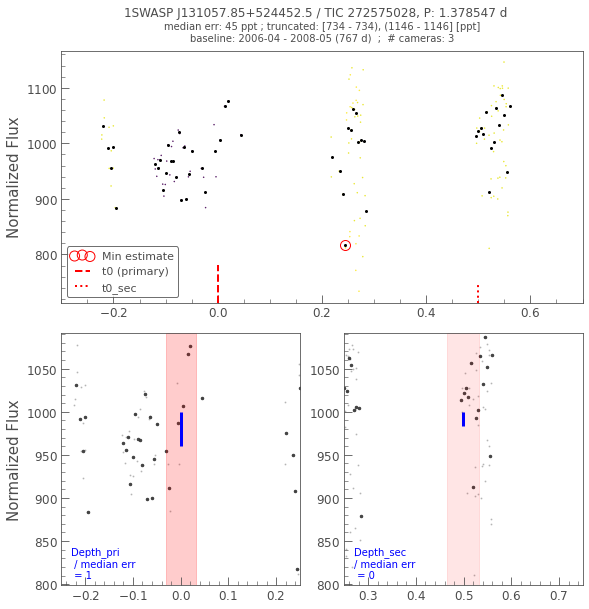 1SWASP J131057.85+524452.5 / TIC 272575028, P: 1.378547 d
median err: 45 ppt ; truncated: [734 - 734), (1146 - 1146] [ppt]
baseline: 2006-04 - 2008-05 (767 d)  ;  # cameras: 3
Normalized Flux
1100
1000
900
800
Min estimate
t0 (primary)
t0_sec
−0.2
0.0
0.2
0.4
0.6
Normalized Flux
1050
1000
950
900
850
800
Depth_pri
/ median err
= 1
−0.2
−0.1
0.0
0.1
0.2
1050
1000
950
900
850
800
Depth_sec
/ median err
= 0
0.3
0.4
0.5
0.6
0.7